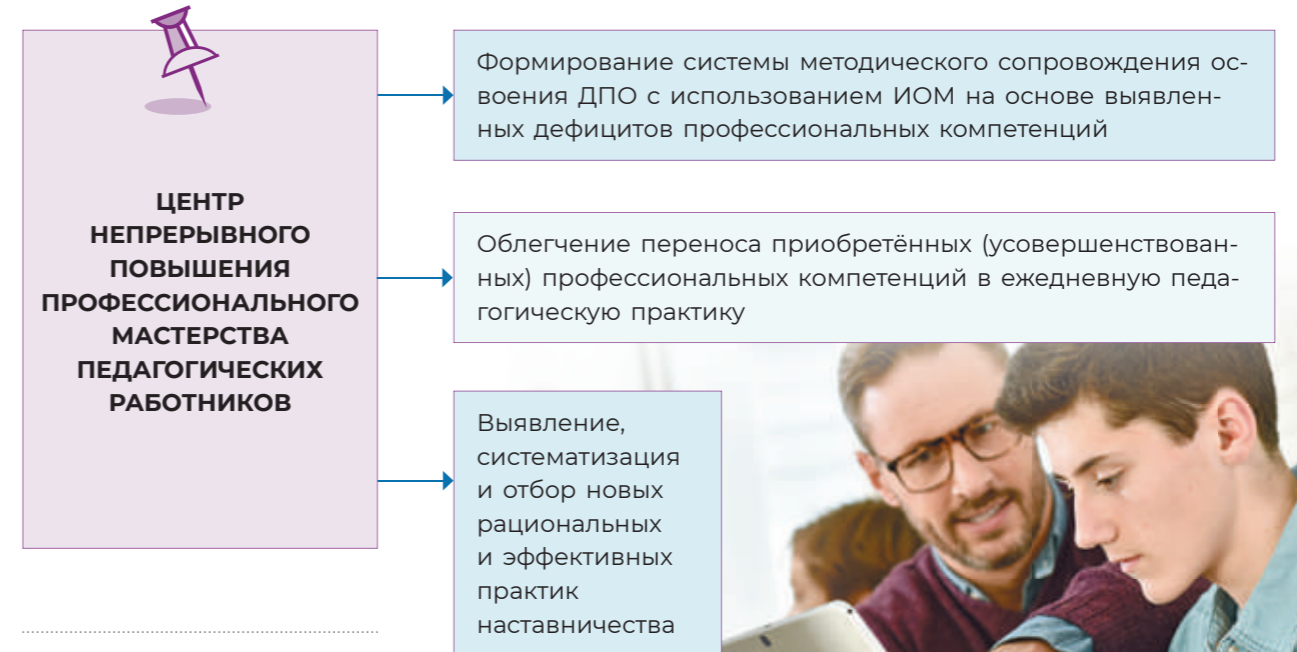 ЦЕНТР
НЕПРЕРЫВНОГО
ПОВЫШЕНИЯ
ПРОФЕССИОНАЛЬНОГО
МАСТЕРСТВА
ПЕДАГОГИЧЕСКИХ
РАБОТНИКОВ
Формирование системы методического сопровождения ос-
воения ДПО с использованием ИОМ на основе выявлен-
ных дефицитов профессиональных компетенций
Облегчение переноса приобретённых (усовершенствован-
ных) профессиональных компетенций в ежедневную педа-
гогическую практику
Выявление,
систематизация
и отбор новых
рациональных
и эффективных
практик
наставничества